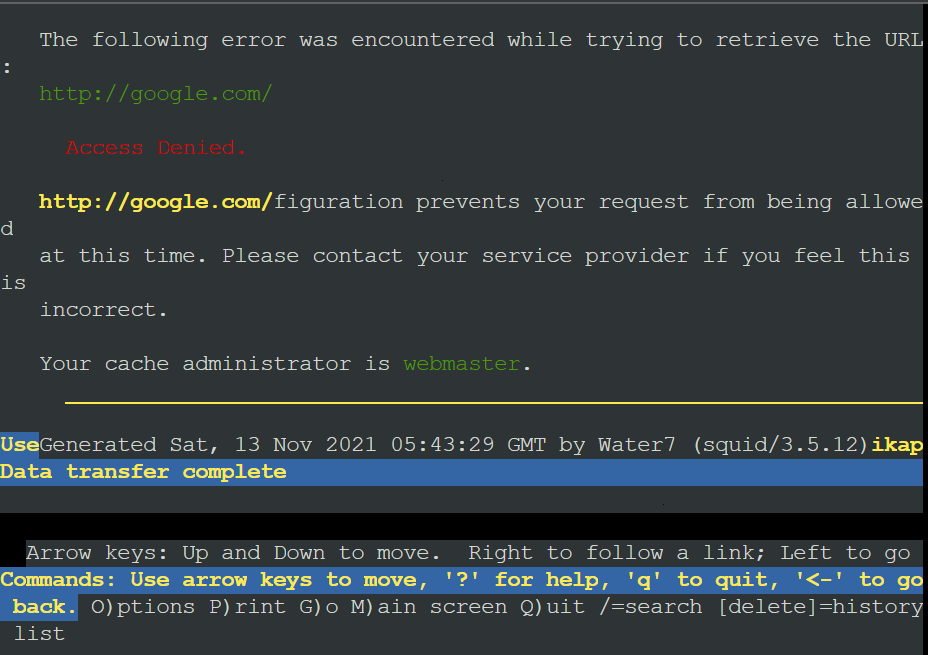 The following error was encountered while trying to retrieve the URL
:
http://google.com/
Access Denied.
http://google.com/figuration prevents your request from being allowe
d
at this time. Please contact your service provider if you feel this
is
incorrect.
Your cache administrator is webmaster.
UseGenerated Sat, 13 Nov 2021 05:43:29 GMT by Water7 (squid/3.5.12)ikap
Data transfer complete
Arrow keys: Up and Down to move.  Right to follow a link; Left to go
Commands: Use arrow keys to move, '?' for help, 'q' to quit, '<-' to go
back. O)ptions P)rint G)o M)ain screen Q)uit /=search [delete]=history
list